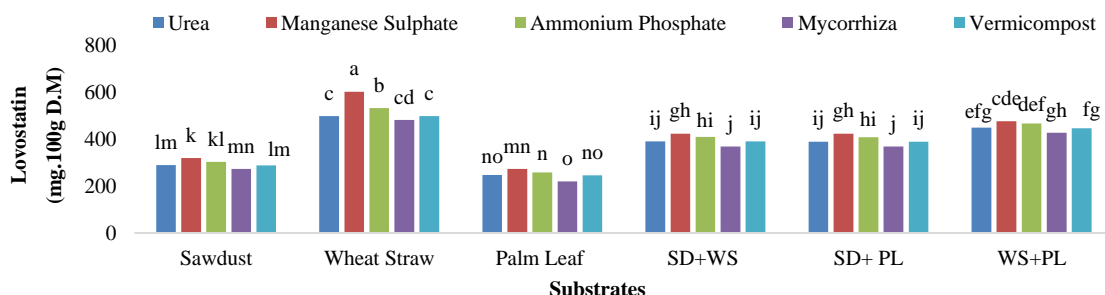 Urea Manganese Sulphate Ammonium Phosphate Mycorrhiza Vermicompost
Lovostatin
(mg.100g D.M)
800
600
400
200
0
lm k kl mn lm
c a b cd c
no mn n o no
ij gh hi j ij
ij gh hi j ij
efg cde def gh fg
Sawdust Wheat Straw Palm Leaf SD+WS SD+ PL WS+PL
Substrates